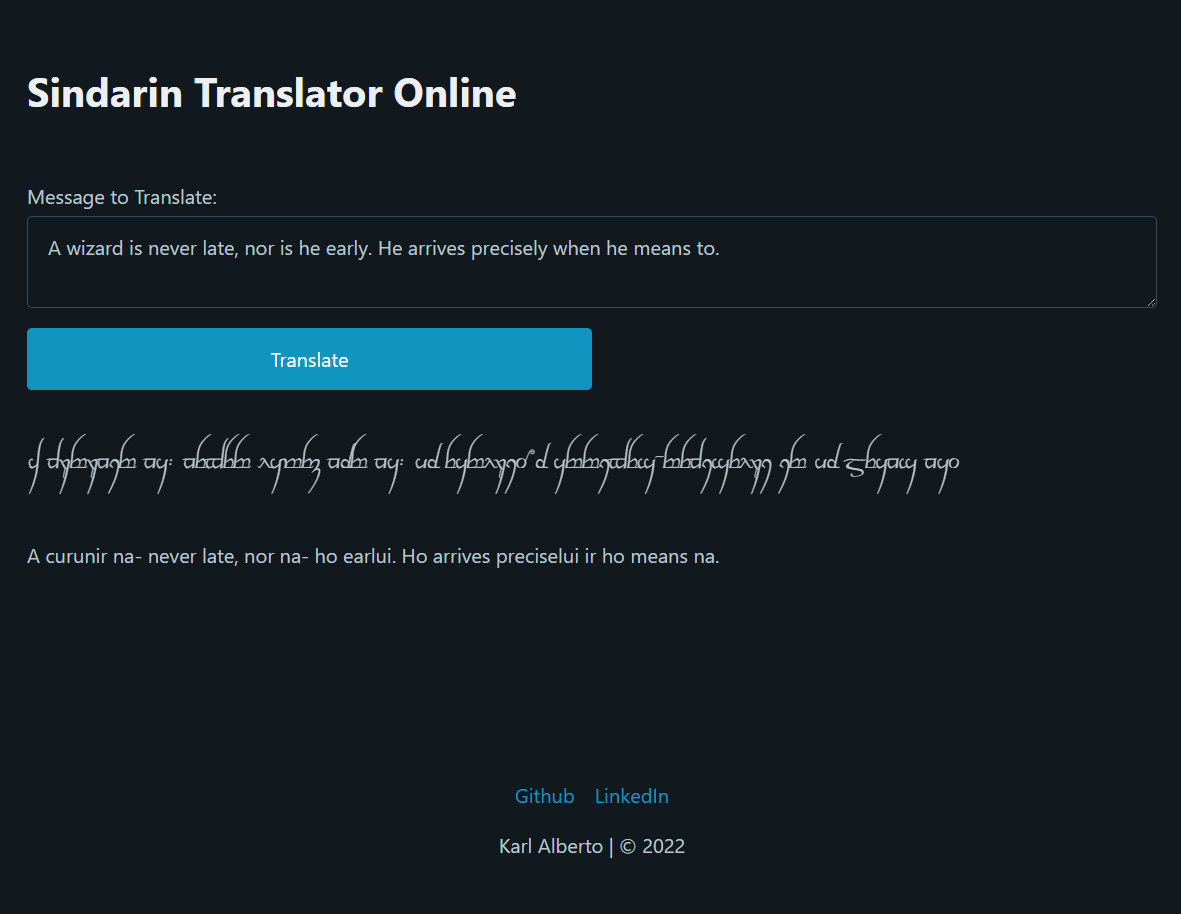 Sindarin Translator Online
Message to Translate:
A wizard is never late, nor is he early. He arrives precisely when he means to.
Translate
A curunir na- never late, nor na- ho earlui. Ho arrives preciselui ir ho means na.
Github LinkedIn
Karl Alberto | © 2022